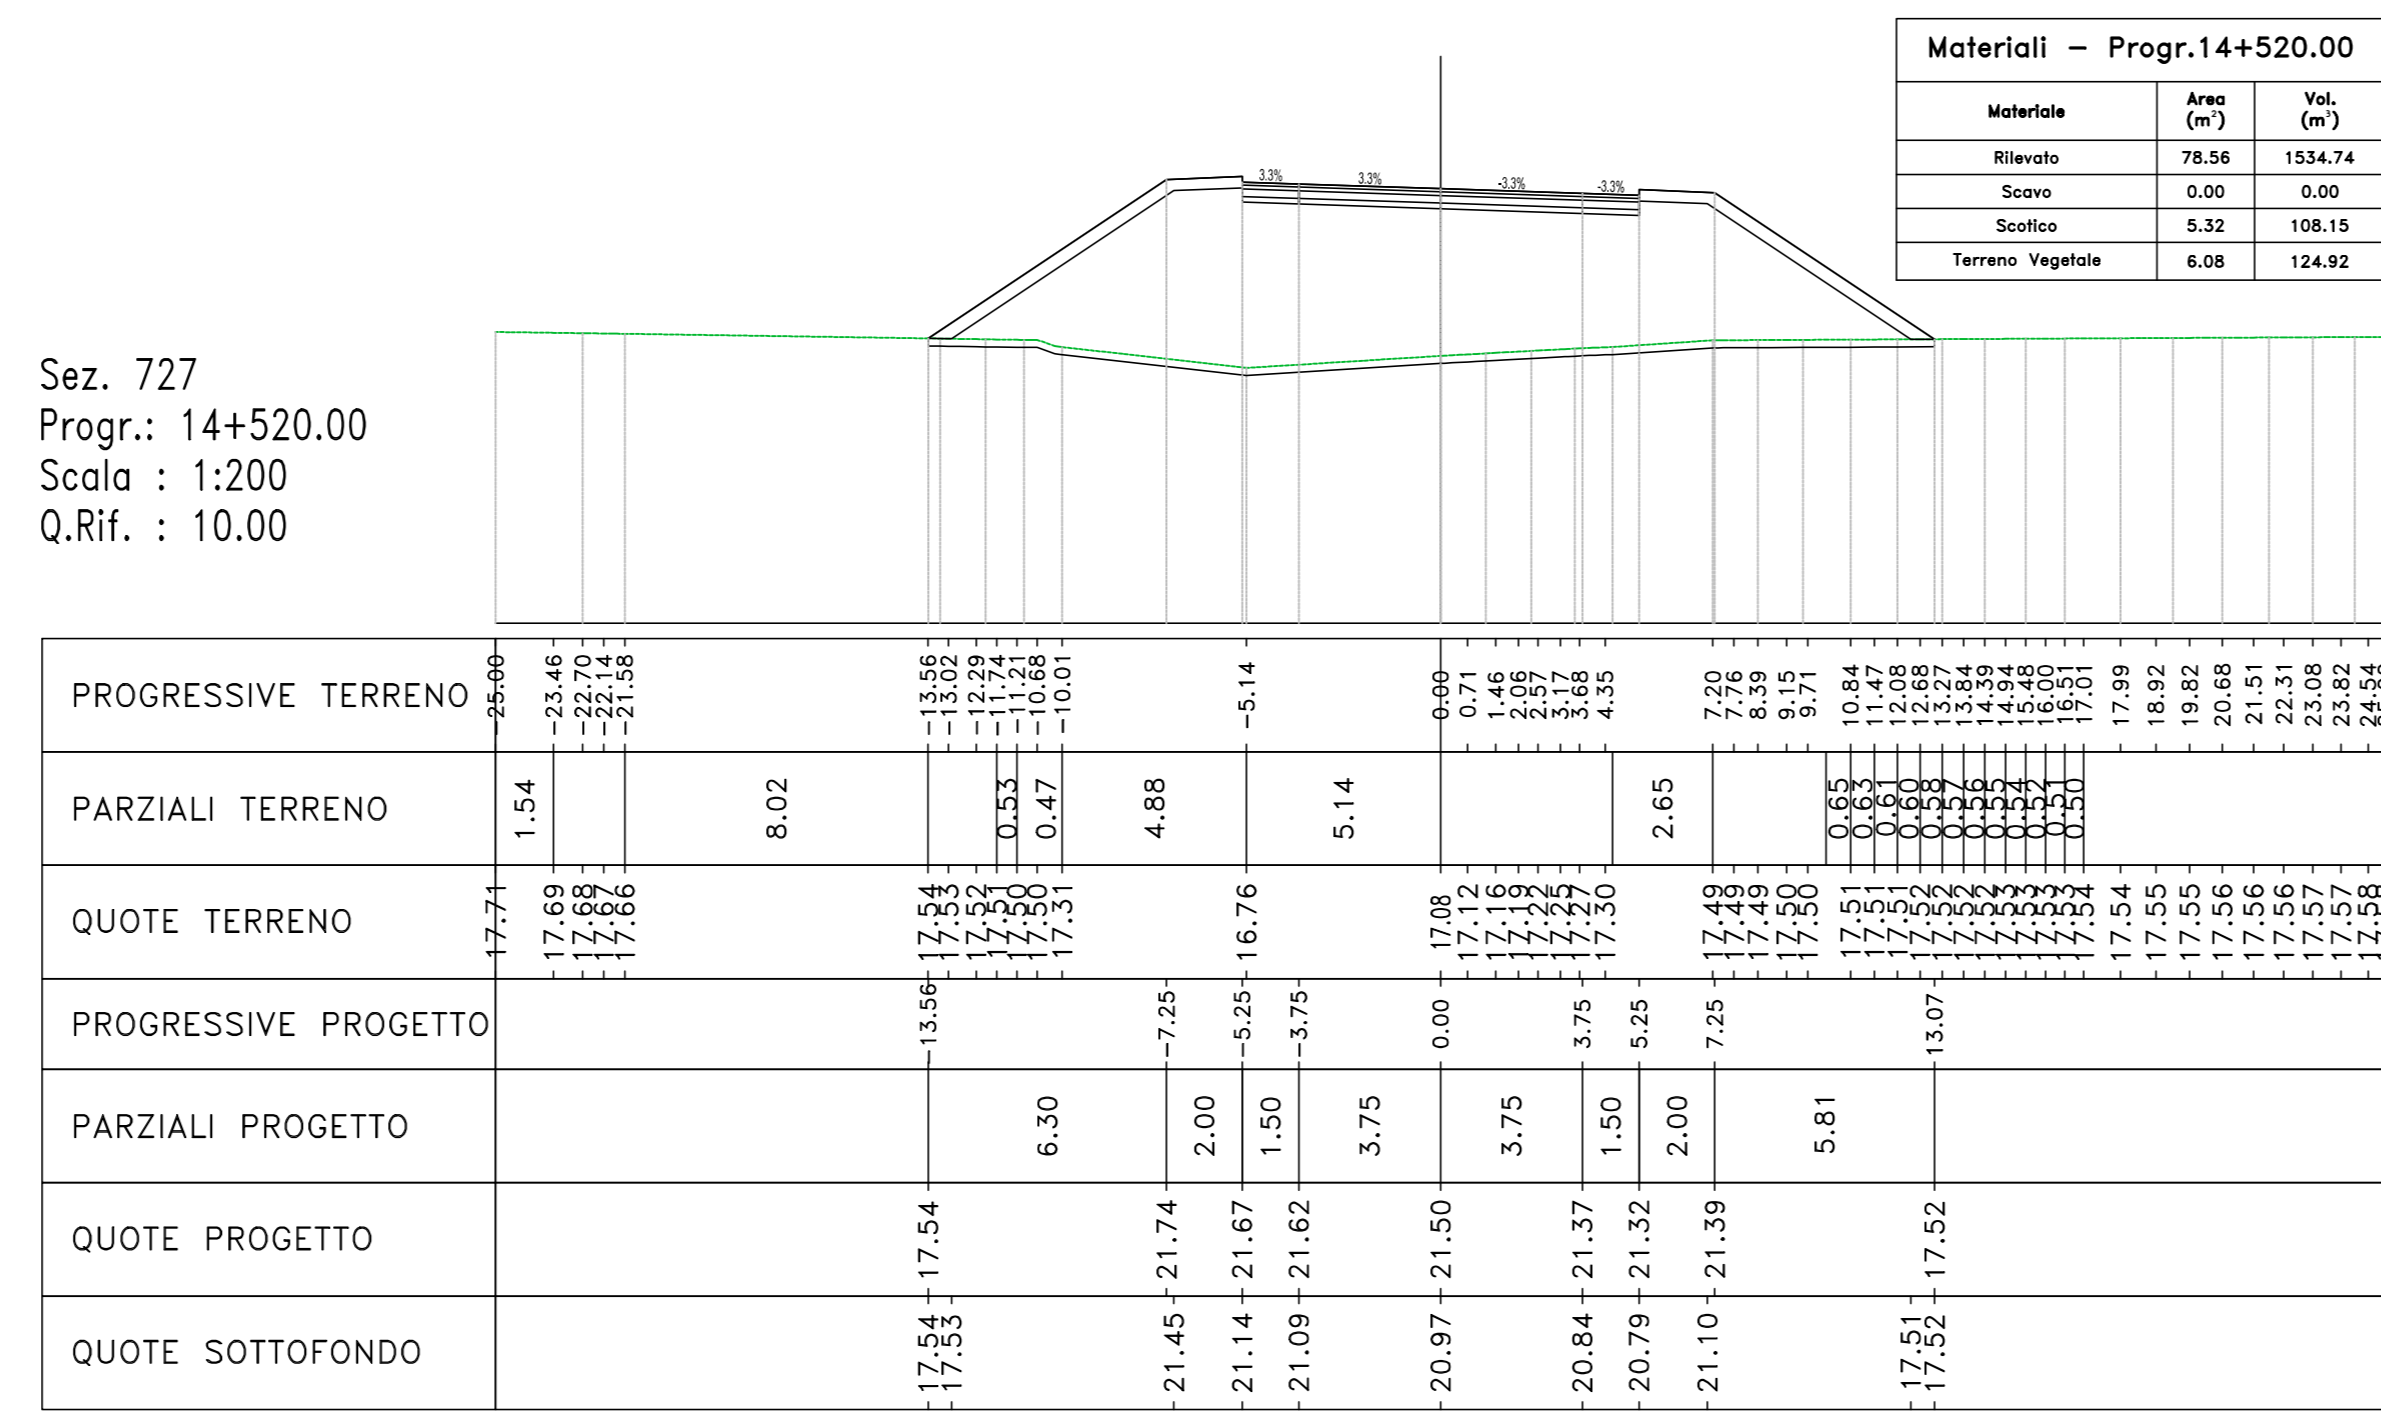 Materiali – Progr.14+520.00
Materiale Area (m²) Vol. (m³)
Rilevato 78.56 1534.74
Scavo 0.00 0.00
Scotico 5.32 108.15
Terreno Vegetale 6.08 124.92
3.3% 3.3% -3.3% -3.3%
Sez. 727
Progr.: 14+520.00
Scala : 1:200
Q.Rif. : 10.00
PROGRESSIVE TERRENO -25.00 -23.46 -22.70 -22.14 -21.58 -13.56 -13.02 -12.29 -11.74 -11.21 -10.68 -10.01 -5.14 0.00 0.71 1.46 2.06 2.57 3.17 3.68 4.35 7.20 7.76 8.39 9.15 9.71 10.84 11.47 12.08 12.68 13.27 13.84 14.39 14.94 15.48 16.00 16.51 17.01 17.99 18.92 19.82 20.68 21.51 22.31 23.08 23.82 24.54
PARZIALI TERRENO 1.54 8.02 0.53 0.47 4.88 5.14 2.65 0.65 0.63 0.61 0.60 0.58 0.57 0.56 0.55 0.54 0.52 0.51 0.50
QUOTE TERRENO 17.71 17.69 17.68 17.67 17.66 17.54 17.53 17.52 17.51 17.50 17.50 17.31 16.76 17.08 17.12 17.16 17.19 17.22 17.25 17.27 17.30 17.49 17.49 17.49 17.50 17.50 17.51 17.51 17.51 17.52 17.52 17.52 17.52 17.53 17.53 17.53 17.53 17.54 17.54 17.55 17.55 17.56 17.56 17.56 17.57 17.57 17.58
PROGRESSIVE PROGETTO -13.56 -7.25 -5.25 -3.75 0.00 3.75 5.25 7.25 13.07
PARZIALI PROGETTO 6.30 2.00 1.50 3.75 3.75 1.50 2.00 5.81
QUOTE PROGETTO 17.54 21.74 21.67 21.62 21.50 21.37 21.32 21.39 17.52
QUOTE SOTTOFONDO 17.54 17.53 21.45 21.14 21.09 20.97 20.84 20.79 21.10 17.51 17.52